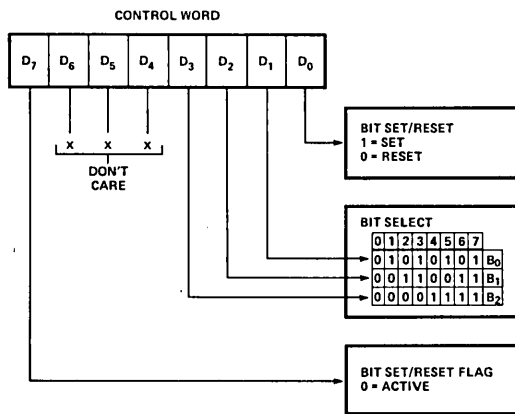 CONTROL WORD
D7 D6 D5 D4 D3 D2 D1 D0
X X X
DON'T
CARE
BIT SET/RESET
1 = SET
0 = RESET
BIT SELECT
0 1 2 3 4 5 6 7
0 1 0 1 0 1 0 1 B0
0 0 1 1 0 0 1 1 B1
0 0 0 0 1 1 1 1 B2
BIT SET/RESET FLAG
0 = ACTIVE